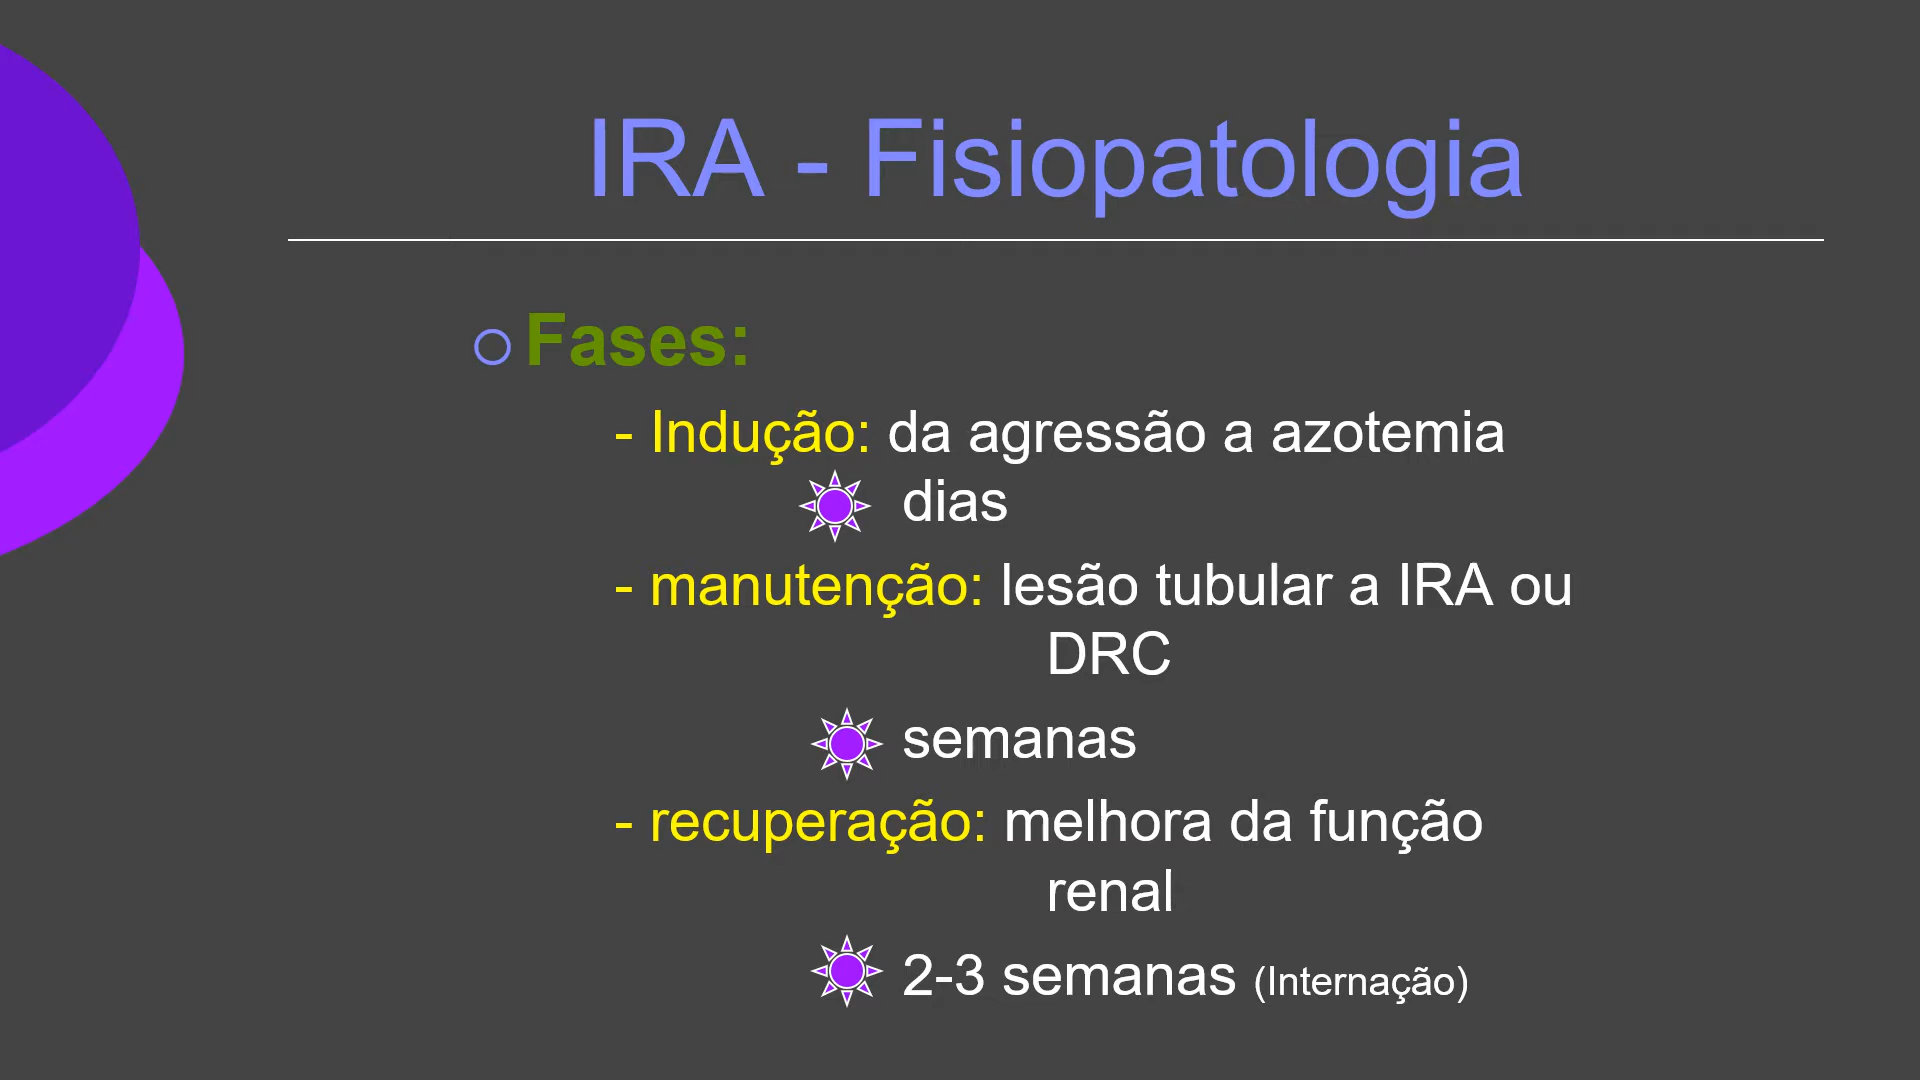 IRA - Fisiopatologia
Fases:
- Indução: da agressão a azotemia
dias
- manutenção: lesão tubular a IRA ou
DRC
semanas
- recuperação: melhora da função
renal
2-3 semanas (Internação)